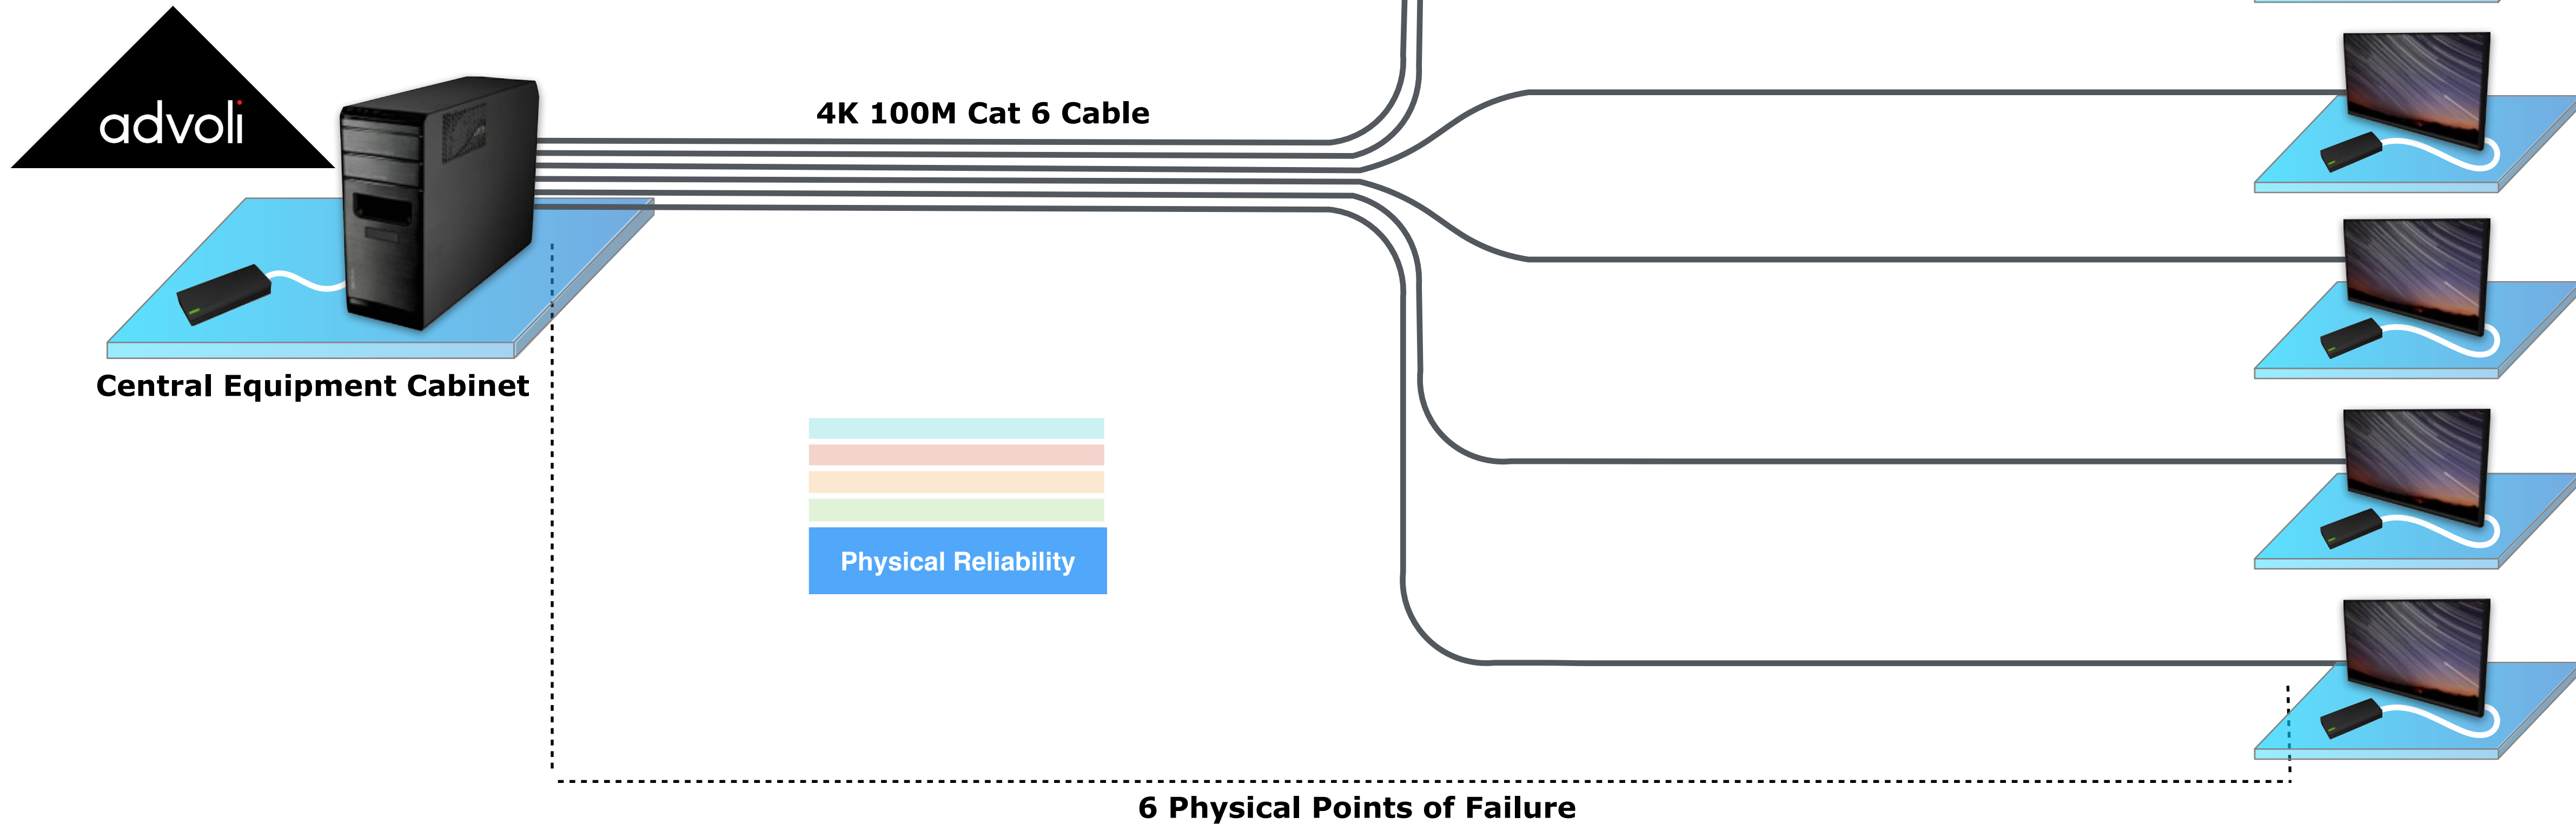 advoli
4K 100M Cat 6 Cable
Central Equipment Cabinet
Physical Reliability
6 Physical Points of Failure